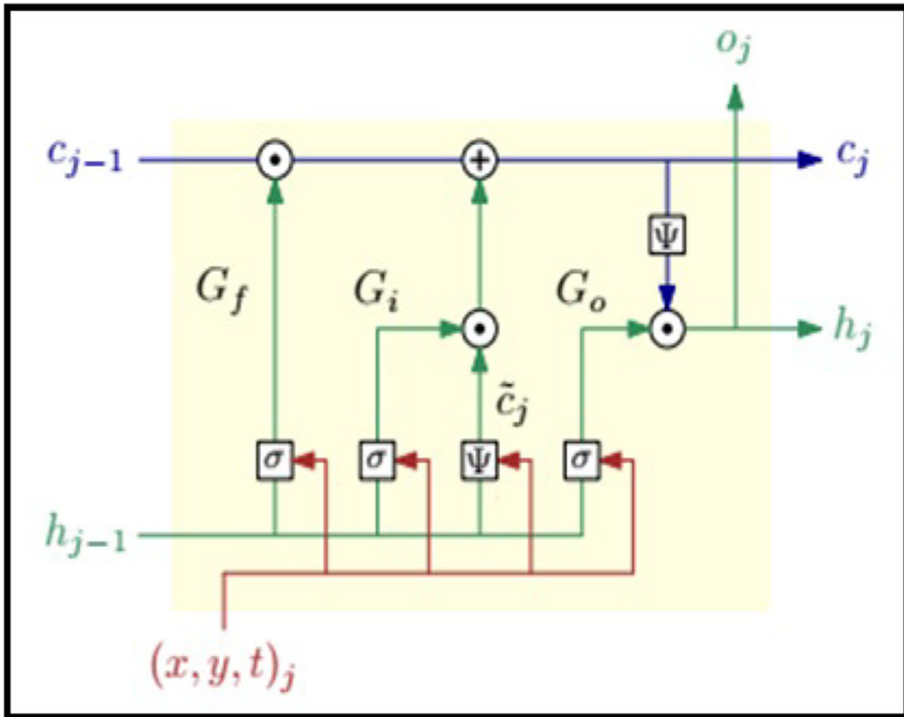 o_j
c_{j-1} c_j
Ψ
G_f G_i G_o
h_j
c̃_j
σ σ Ψ σ
h_{j-1}
(x, y, t)_j